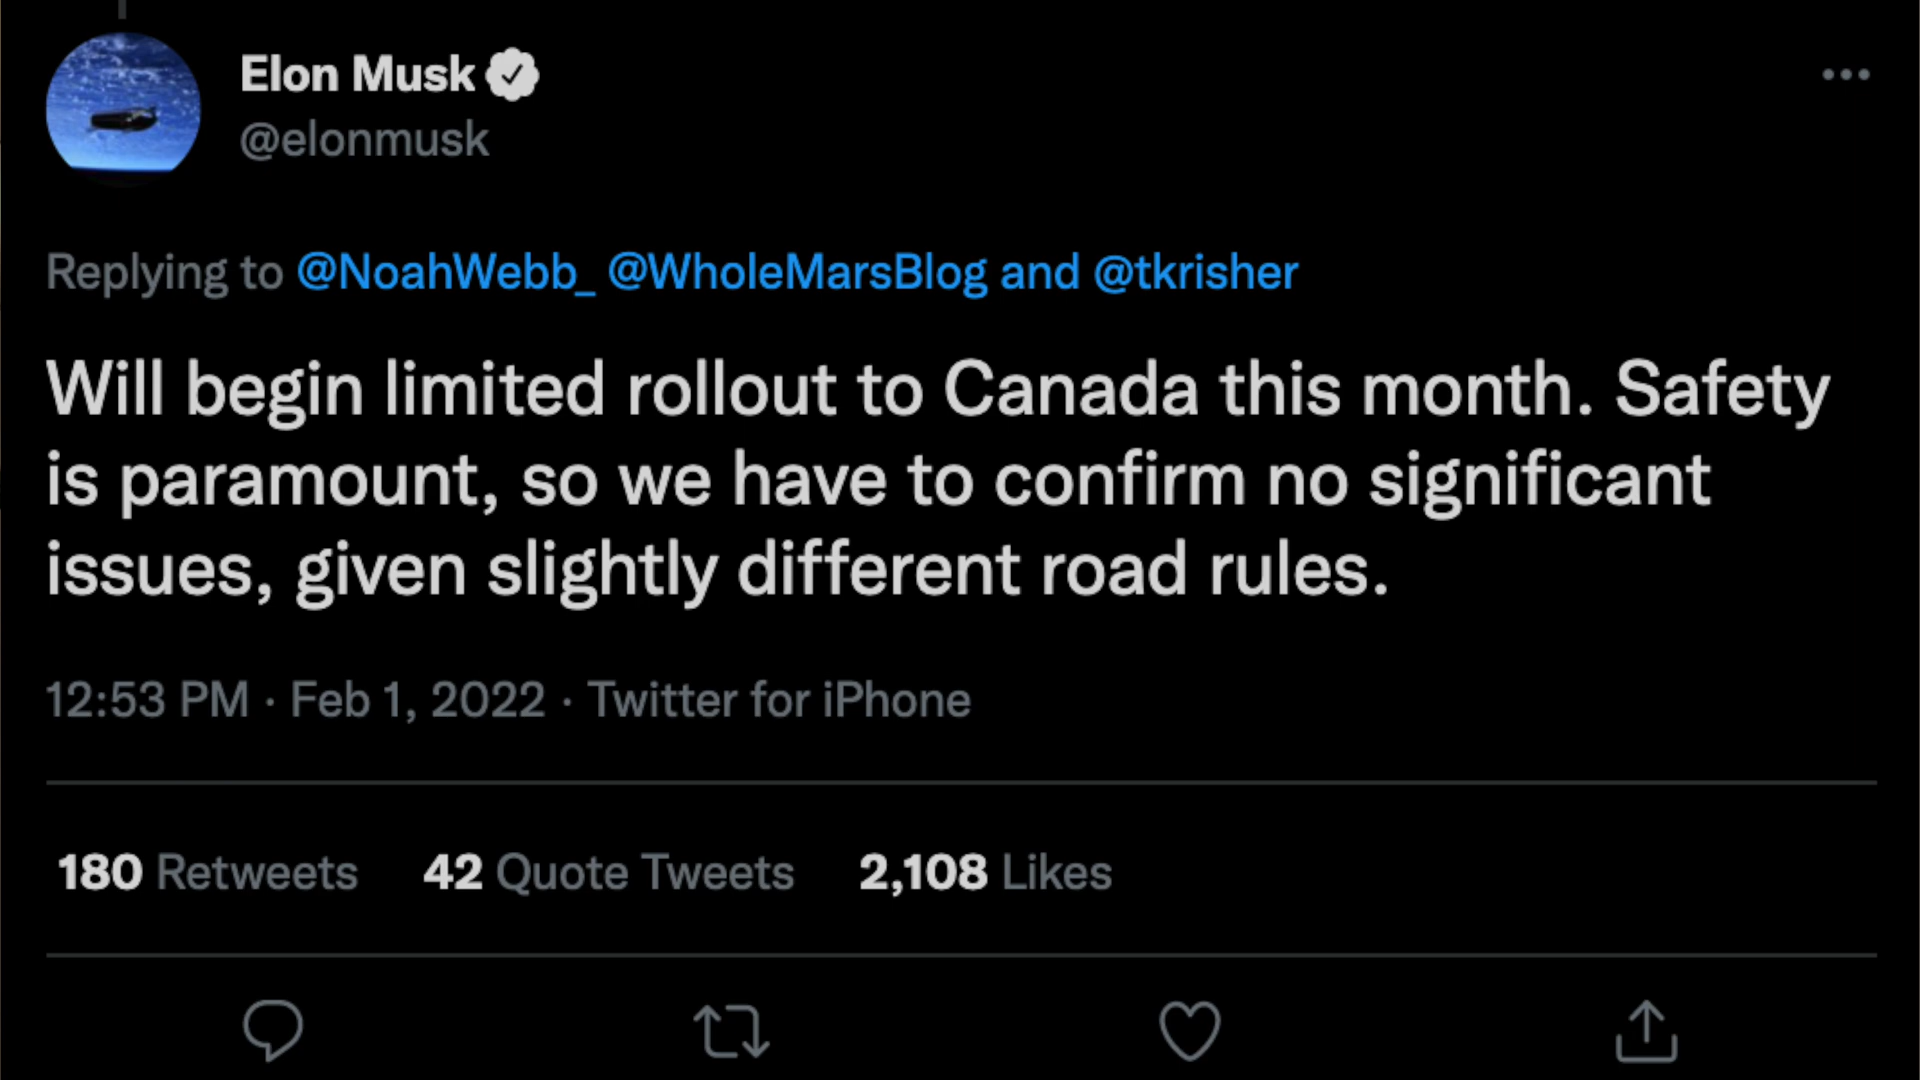 Elon Musk
@elonmusk
Replying to @NoahWebb_ @WholeMarsBlog and @tkrisher
Will begin limited rollout to Canada this month. Safety
is paramount, so we have to confirm no significant
issues, given slightly different road rules.
12:53 PM · Feb 1, 2022 · Twitter for iPhone
180 Retweets 42 Quote Tweets 2,108 Likes